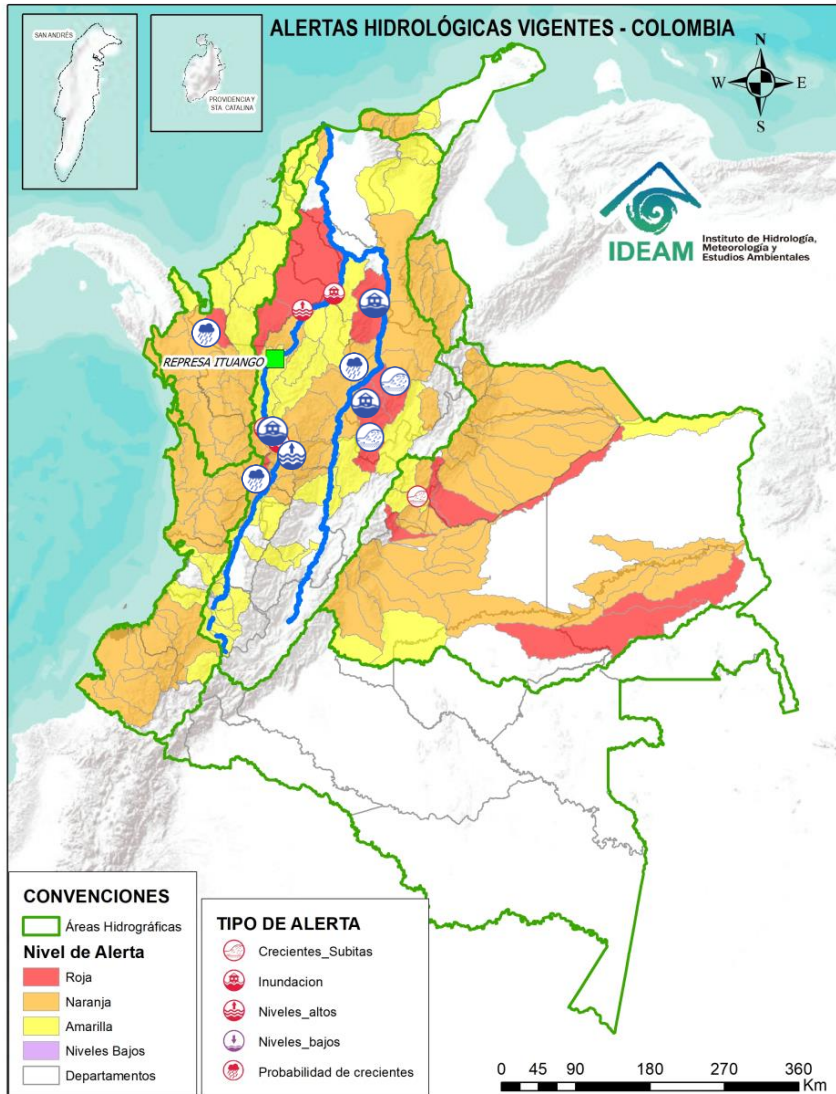 ALERTAS HIDROLÓGICAS VIGENTES - COLOMBIA
SAN ANDRÉS
PROVIDENCIA Y
STA. CATALINA
N
W
E
S
IDEAM
Instituto de Hidrología,
Meteorología y
Estudios Ambientales
REPRESA ITUANGO
CONVENCIONES
Áreas Hidrográficas
Nivel de Alerta
Roja
Naranja
Amarilla
Niveles Bajos
Departamentos
TIPO DE ALERTA
Crecientes_Subitas
Inundacion
Niveles_altos
Niveles_bajos
Probabilidad de crecientes
0 45 90 180 270 360
Km